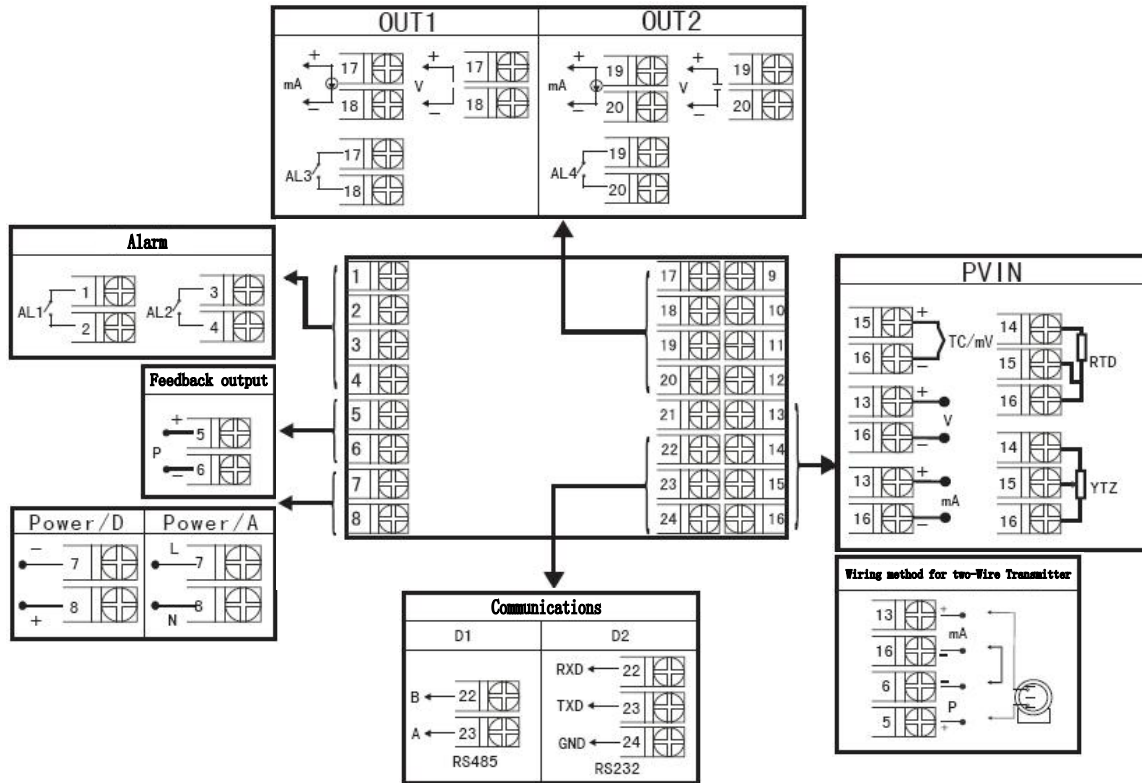 OUT1
OUT2
+ 17 + 17
mA V
- 18 - 18
17
AL3
18
+ 19 + 19
mA V
- 20 - 20
19
AL4
20
Alarm
1 3
AL1 AL2
2 4
Feedback output
+ 5
P
- 6
Power/D Power/A
- 7 L 7
+ 8 N 8
1
2
3
4
5
6
7
8
17 9
18 10
19 11
20 12
21 13
22 14
23 15
24 16
PVIN
15 +
TC/mV
16 -
13 +
V
16 -
13 +
mA
16 -
14
15 RTD
16
14
15 YTZ
16
Wiring method for two-Wire Transmitter
13 +
mA
16 -
6 -
P
5 +
Communications
D1 D2
B 22
A 23
RS485
RXD 22
TXD 23
GND 24
RS232